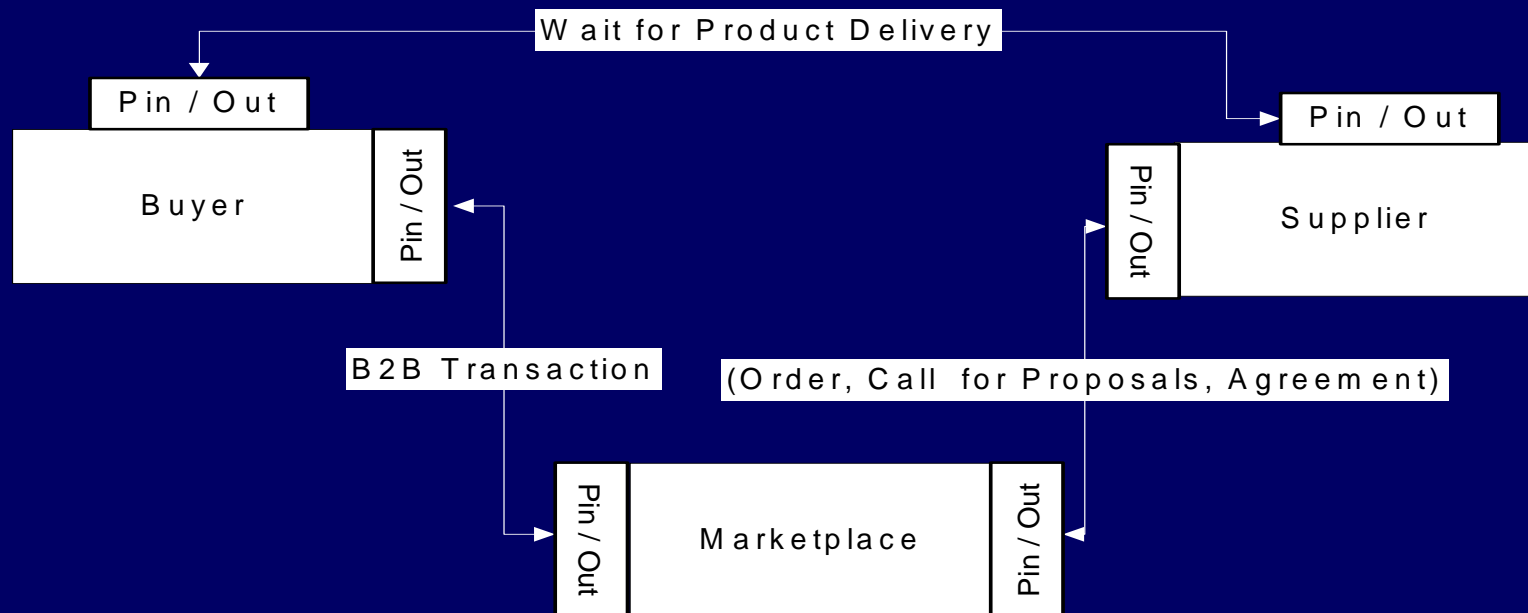 Wait for Product Delivery
Pin / Out
Pin / Out
Buyer
Pin / Out
Pin / Out
Supplier
B2B Transaction
(Order, Call for Proposals, Agreement)
Pin / Out
Marketplace
Pin / Out